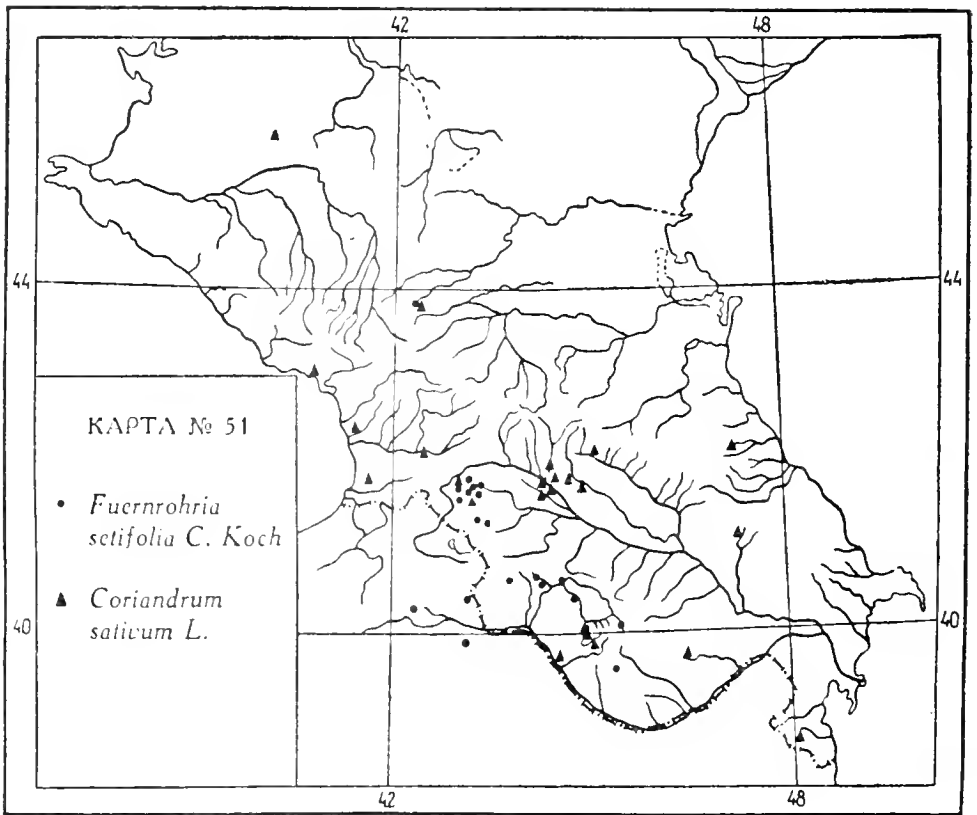 42 48
44 44
КАРТА № 51
• Fuernrohria
setifolia C. Koch
▲ Coriandrum
sativum L.
40 40
42 48